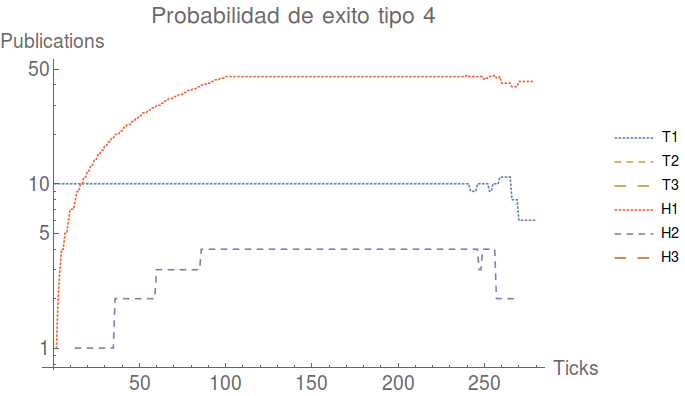 Probabilidad de exito tipo 4
Publications
50
10
5
1
50
100
150
200
250
Ticks
T1
T2
T3
H1
H2
H3